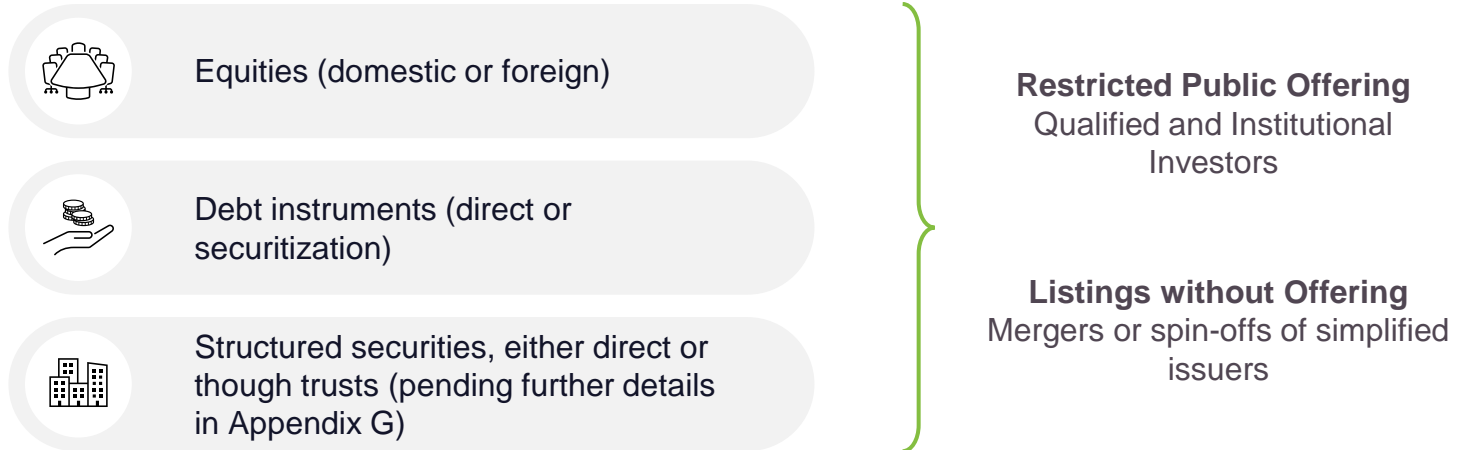 Equities (domestic or foreign)
Debt instruments (direct or
securitization)
Structured securities, either direct or
though trusts (pending further details
in Appendix G)
Restricted Public Offering
Qualified and Institutional
Investors
Listings without Offering
Mergers or spin-offs of simplified
issuers